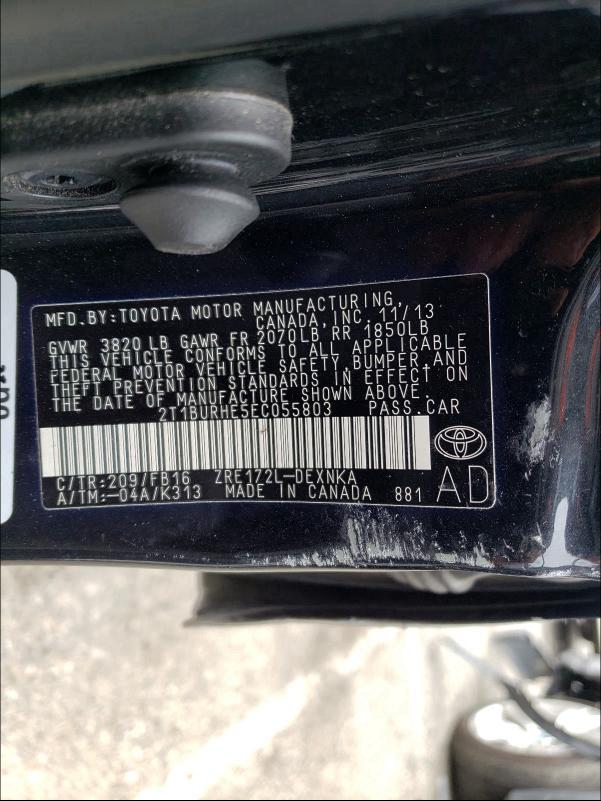 MFD.BY:TOYOTA MOTOR MANUFACTURING,
CANADA,INC. 11/13
GVWR 3820 LB GAWR FR 2070LB RR 1850LB
THIS VEHICLE CONFORMS TO ALL APPLICABLE
FEDERAL MOTOR VEHICLE SAFETY,BUMPER,AND
THEFT PREVENTION STANDARDS IN EFFECT ON
THE DATE OF MANUFACTURE SHOWN ABOVE.
2T1BURHE5EC055803 PASS.CAR
C/TR:209/FB16 ZRE172L-DEXNKA
A/TM:-04A/K313 MADE IN CANADA 881 AD